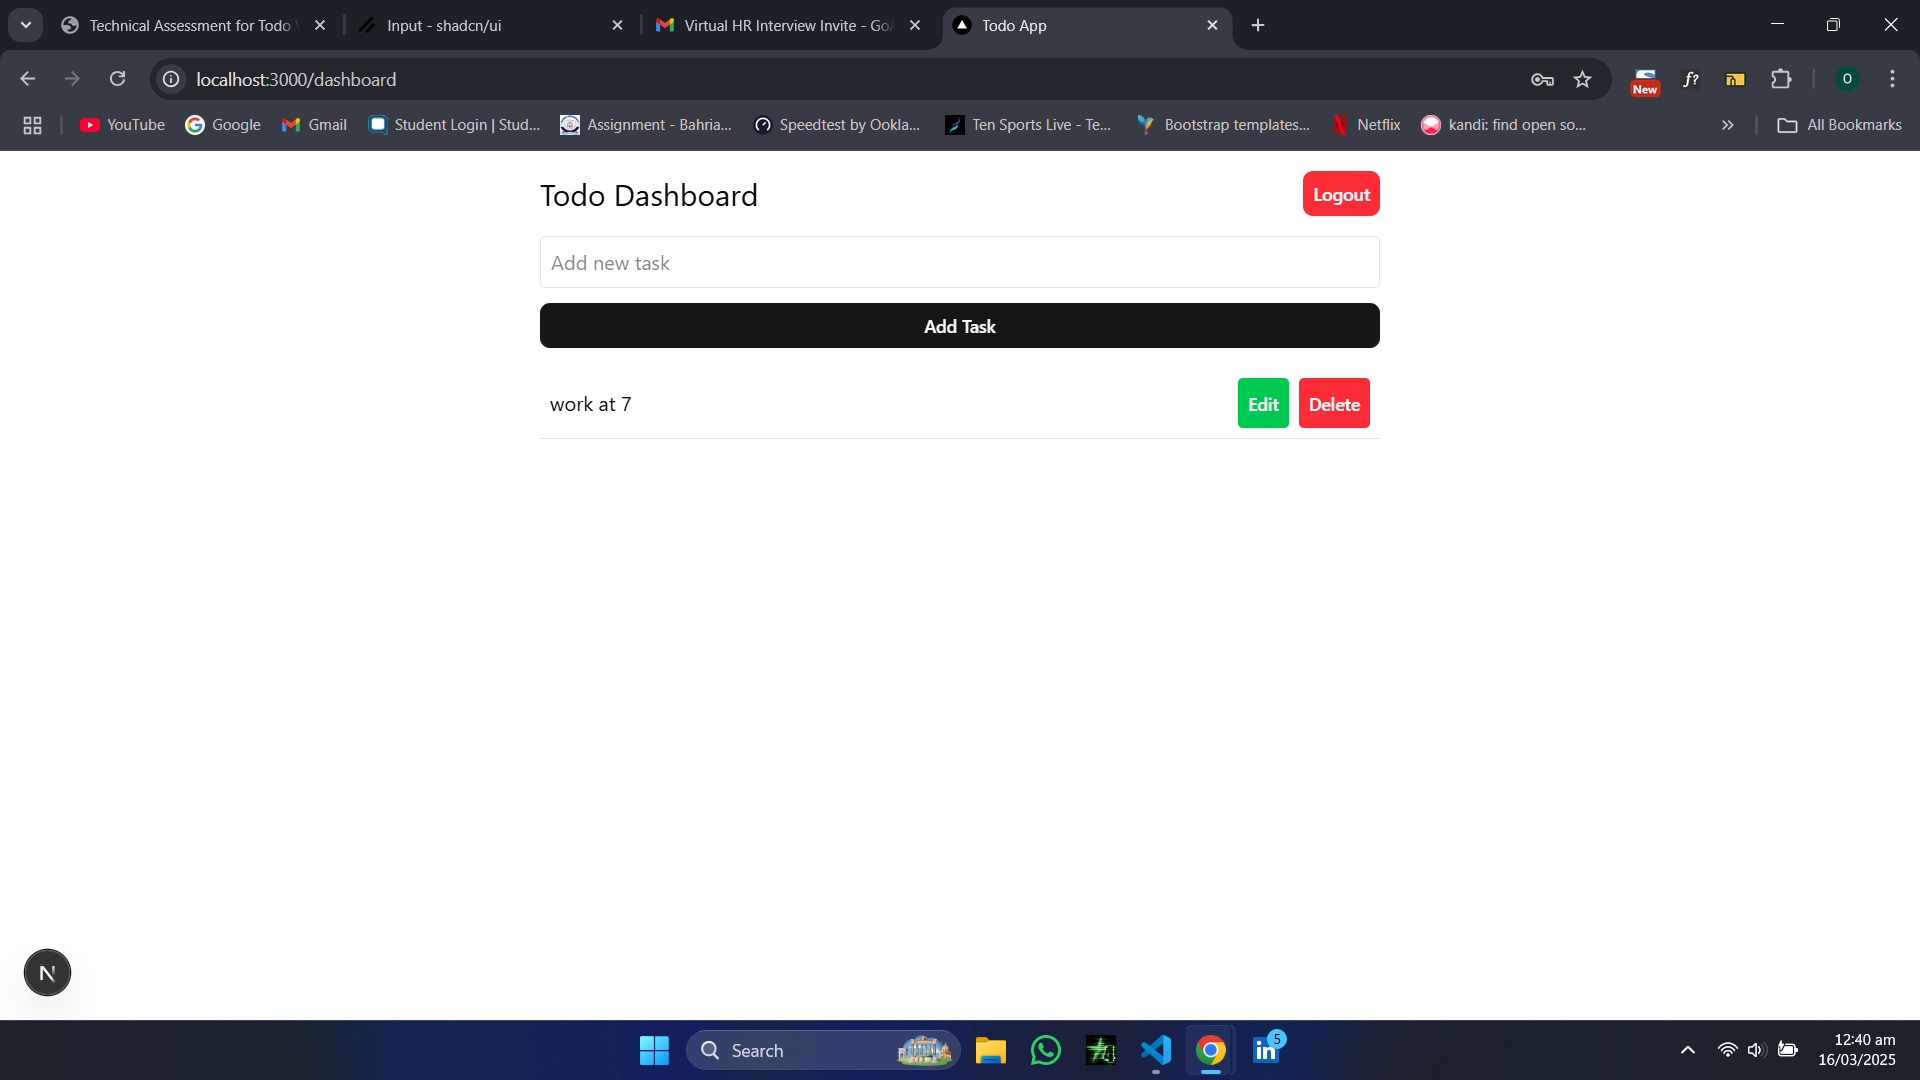 Technical Assessment for Todo
Input - shadcn/ui
Virtual HR Interview Invite - Go
Todo App
localhost:3000/dashboard
New
f?
O
YouTube
Google
Gmail
Student Login | Stud...
Assignment - Bahria...
Speedtest by Ookla...
Ten Sports Live - Te...
Bootstrap templates...
Netflix
kandi: find open so...
All Bookmarks
Todo Dashboard
Logout
Add new task
Add Task
work at 7
Edit
Delete
N
Search
in
5
12:40 am
16/03/2025